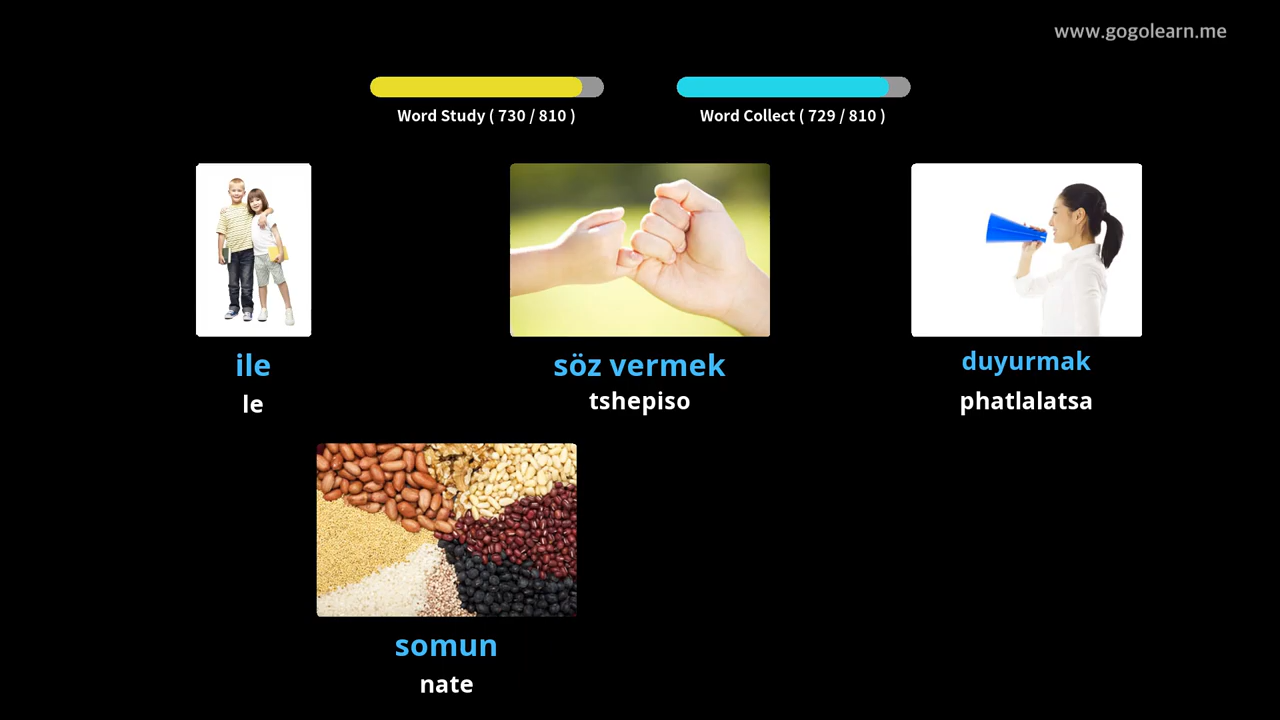 www.gogolearn.me
Word Study ( 730 / 810 )
Word Collect ( 729 / 810 )
ile
le
söz vermek
tshepiso
duyurmak
phatlalatsa
somun
nate